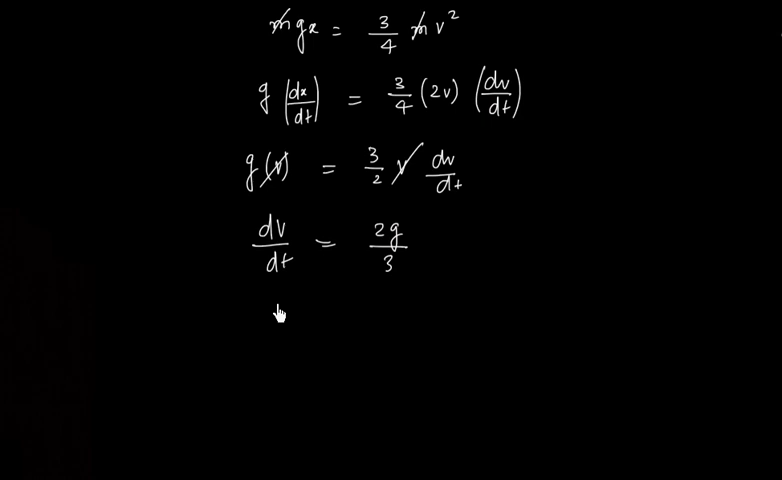 mgx = 3/4 mv²
g (dx/dt) = 3/4 (2v) (dv/dt)
g(v) = 3/2 v dv/dt
dv/dt = 2g/3